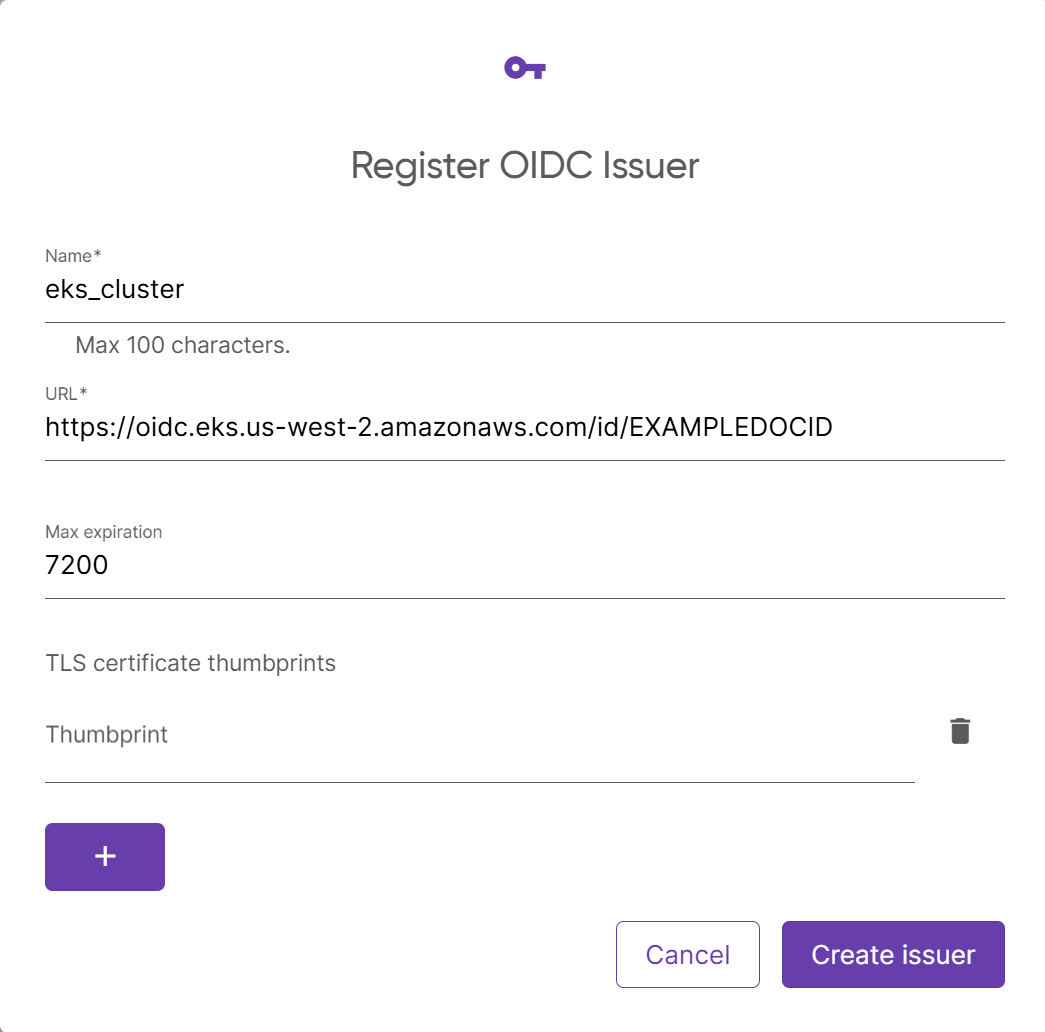 Register OIDC Issuer
Name*
eks_cluster
Max 100 characters.
URL*
https://oidc.eks.us-west-2.amazonaws.com/id/EXAMPLEDOCID
Max expiration
7200
TLS certificate thumbprints
Thumbprint
+
Cancel
Create issuer